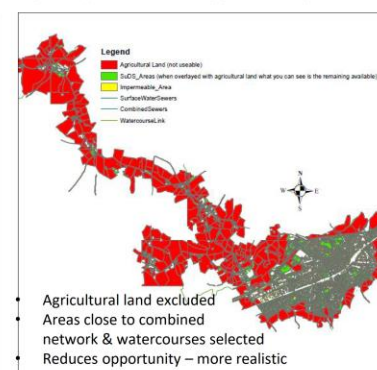 Legend
Agricultural Land (not useable)
SuDS_Areas (when overlayed with agricultural land what you can see is the remaining available)
Impermeable_Area
SurfaceWaterSewers
CombinedSewers
WatercourseLink
N
W E
S
• Agricultural land excluded
• Areas close to combined
network & watercourses selected
• Reduces opportunity – more realistic